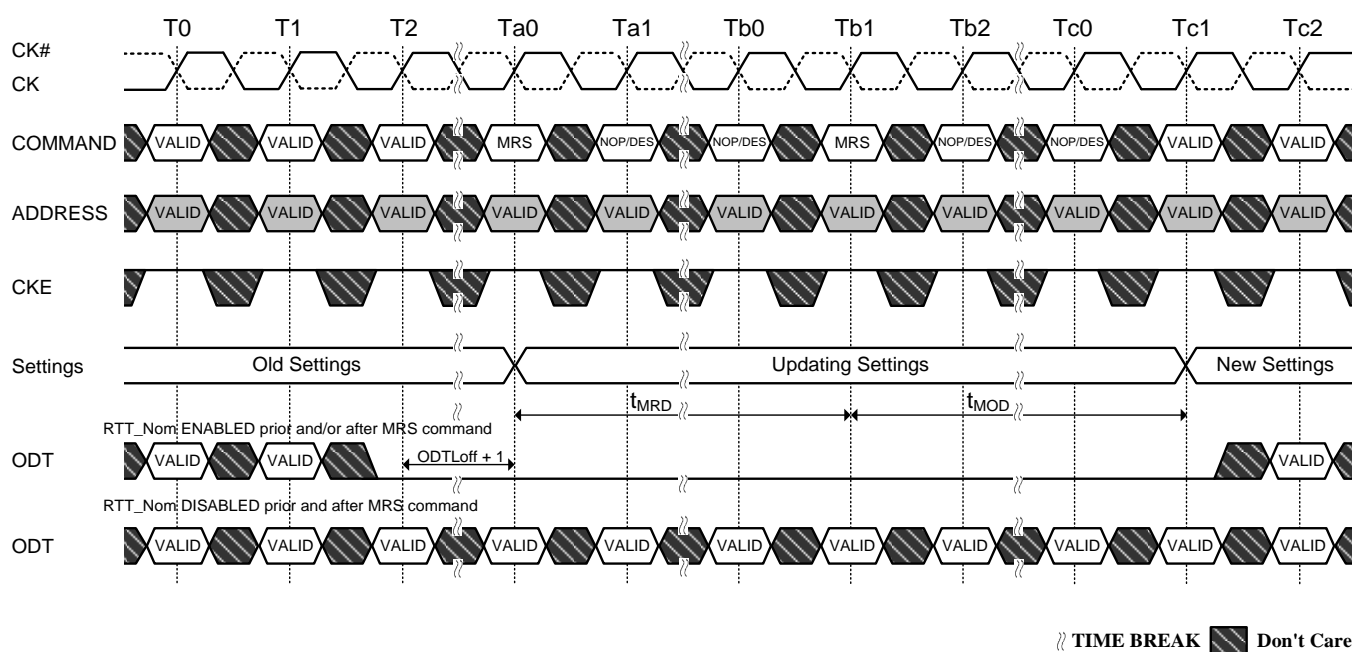 T0 T1 T2 Ta0 Ta1 Tb0 Tb1 Tb2 Tc0 Tc1 Tc2
CK#
CK
COMMAND VALID VALID VALID MRS NOP/DES NOP/DES MRS NOP/DES NOP/DES VALID VALID
ADDRESS VALID VALID VALID VALID VALID VALID VALID VALID VALID VALID VALID
CKE
Settings Old Settings Updating Settings New Settings
tMRD tMOD
RTT_Nom ENABLED prior and/or after MRS command
ODT VALID VALID ODTLoff + 1 VALID
RTT_Nom DISABLED prior and after MRS command
ODT VALID VALID VALID VALID VALID VALID VALID VALID VALID VALID VALID
TIME BREAK Don't Care